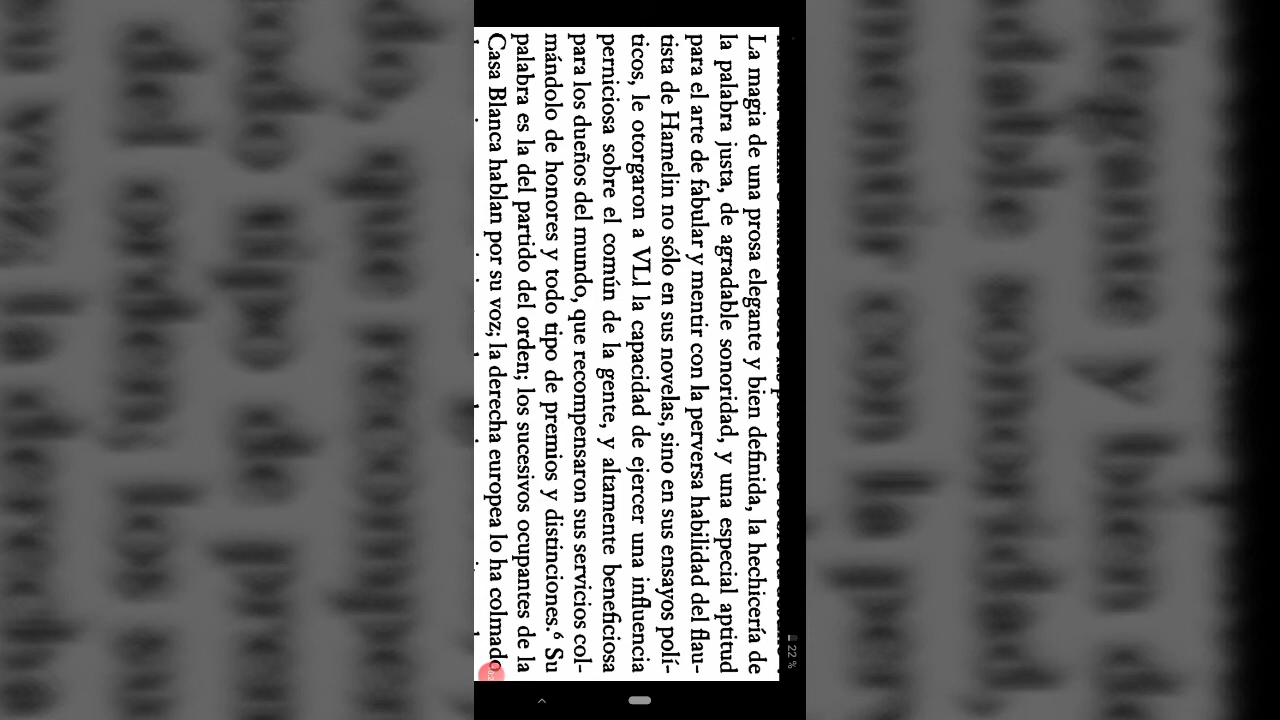 La magia de una prosa elegante y bien definida, la hechicería de
la palabra justa, de agradable sonoridad, y una especial aptitud
para el arte de fabular y mentir con la perversa habilidad del flau-
tista de Hamelin no sólo en sus novelas, sino en sus ensayos polí-
ticos, le otorgaron a VLl la capacidad de ejercer una influencia
perniciosa sobre el común de la gente, y altamente beneficiosa
para los dueños del mundo, que recompensaron sus servicios col-
mándolo de honores y todo tipo de premios y distinciones.⁶ Su
palabra es la del partido del orden; los sucesivos ocupantes de la
Casa Blanca hablan por su voz; la derecha europea lo ha colmado
22 %